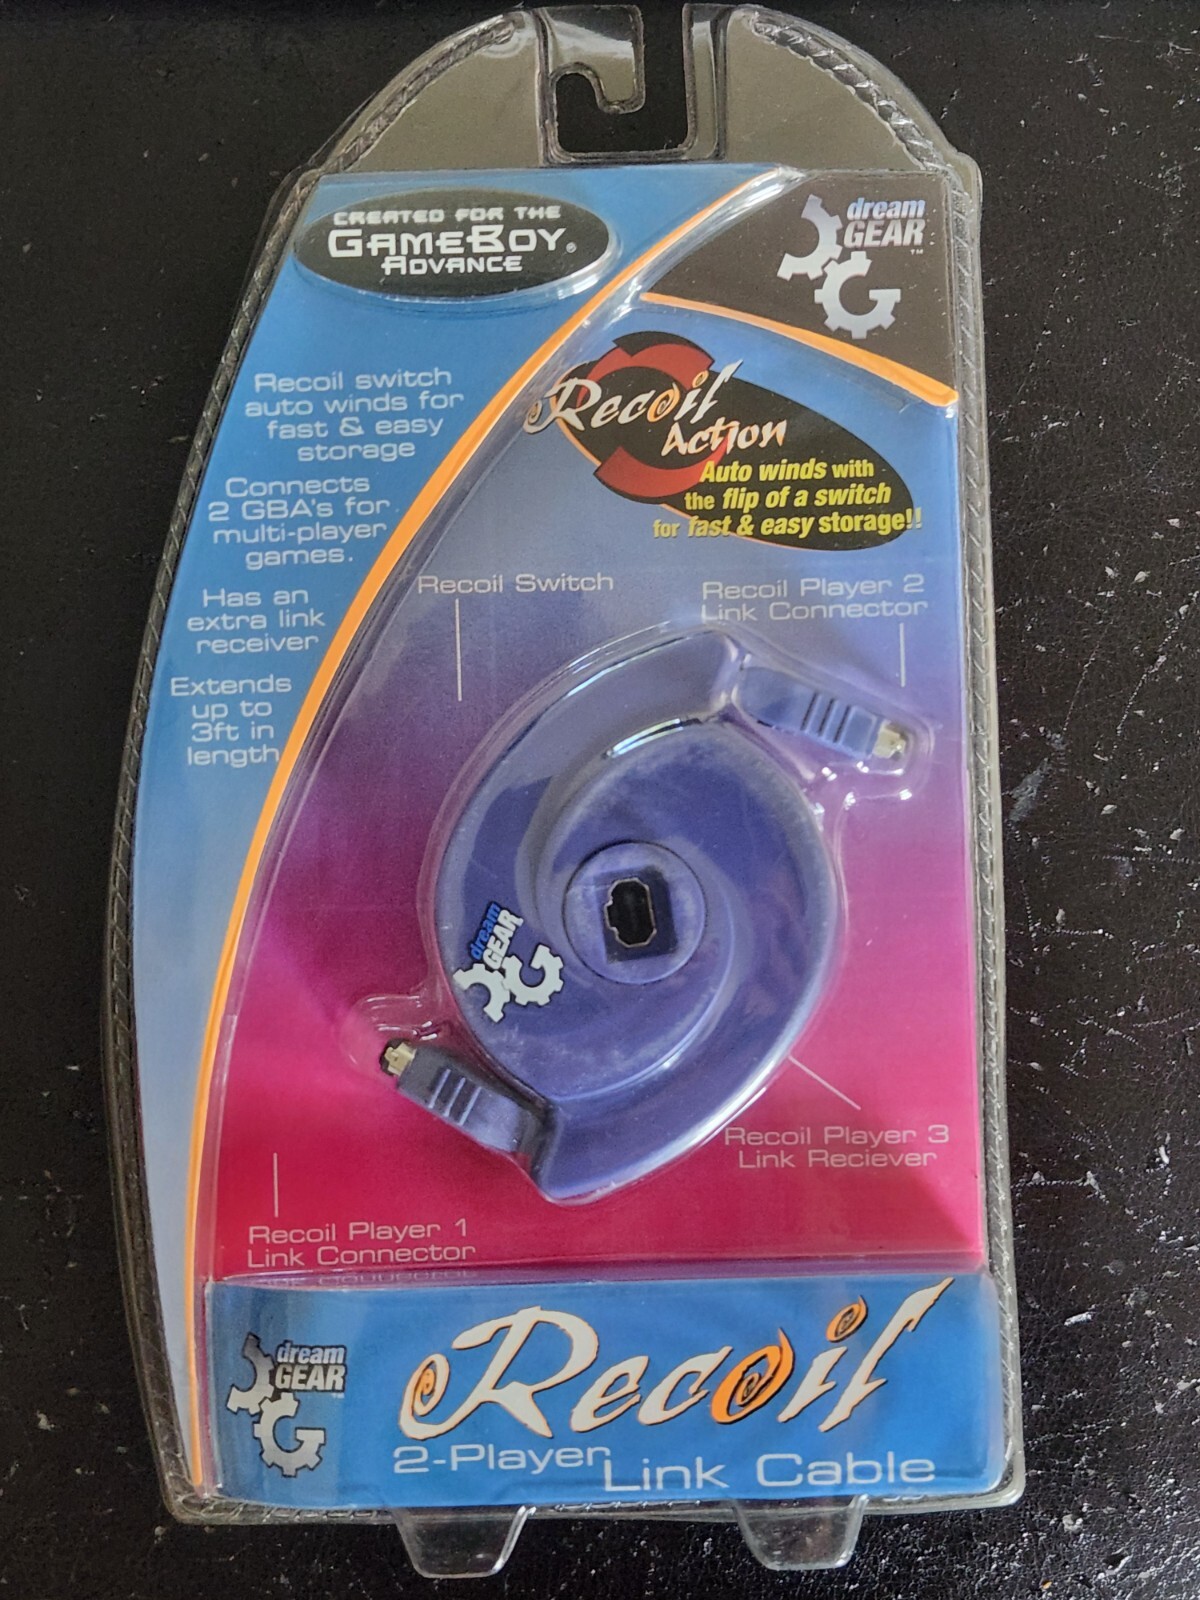 CREATED FOR THE
GAMEBOY®
ADVANCE
dream
GEAR™
G
Recoil switch
auto winds for
fast & easy
storage
Connects
2 GBA's for
multi-player
games.
Has an
extra link
receiver
Extends
up to
3ft in
length
Recoil
Action
Auto winds with
the flip of a switch
for fast & easy storage!!
Recoil Switch
Recoil Player 2
Link Connector
dream
GEAR
G
Recoil Player 3
Link Reciever
Recoil Player 1
Link Connector
dream
GEAR™
G
Recoil
2-Player Link Cable